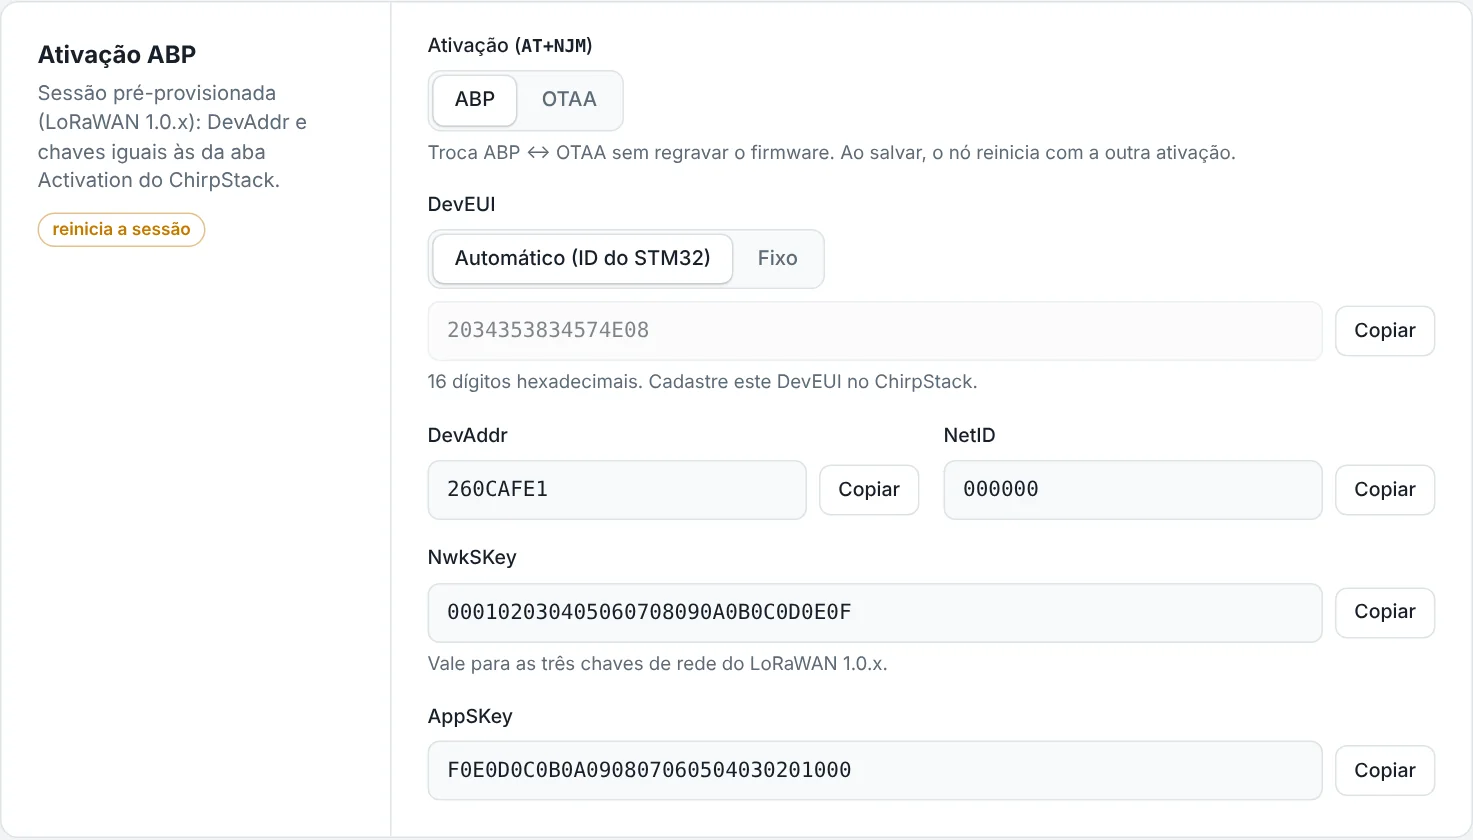 Ativação ABP
Sessão pré-provisionada
(LoRaWAN 1.0.x): DevAddr e
chaves iguais às da aba
Activation do ChirpStack.
reinicia a sessão
Ativação (AT+NJM)
ABP OTAA
Troca ABP ↔ OTAA sem regravar o firmware. Ao salvar, o nó reinicia com a outra ativação.
DevEUI
Automático (ID do STM32) Fixo
2034353834574E08 Copiar
16 dígitos hexadecimais. Cadastre este DevEUI no ChirpStack.
DevAddr NetID
260CAFE1 Copiar 000000 Copiar
NwkSKey
000102030405060708090A0B0C0D0E0F Copiar
Vale para as três chaves de rede do LoRaWAN 1.0.x.
AppSKey
F0E0D0C0B0A090807060504030201000 Copiar